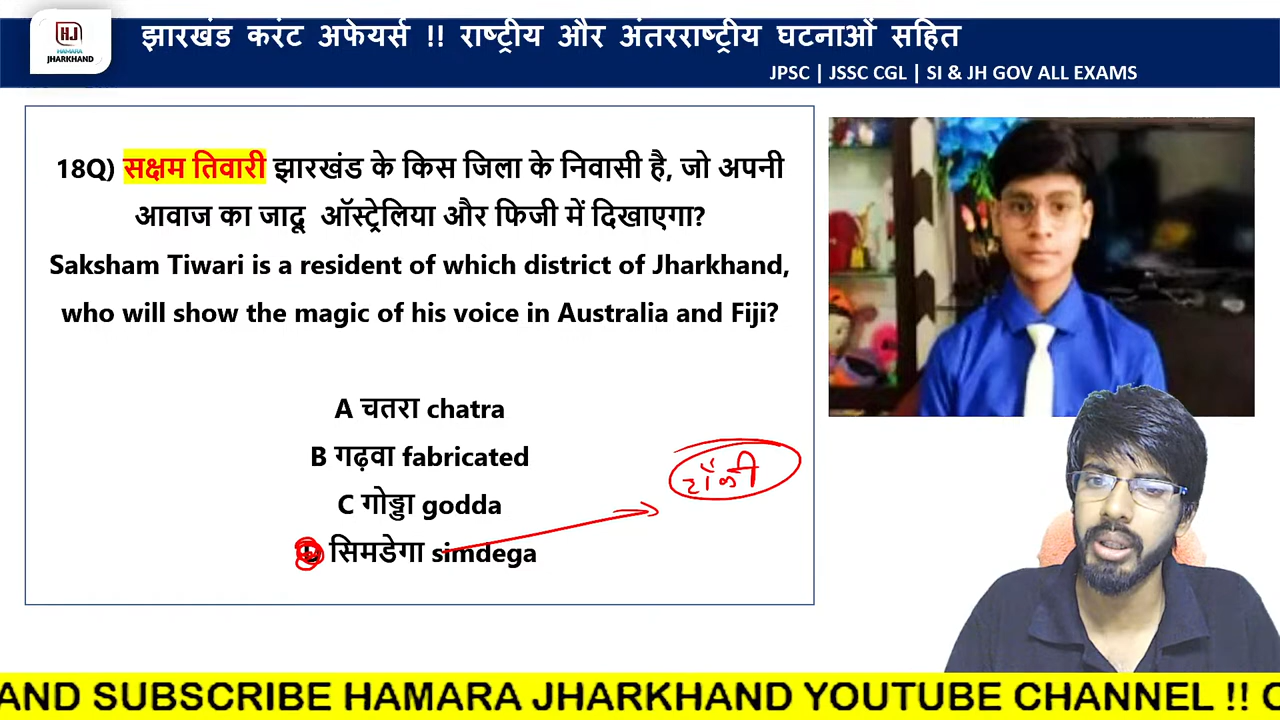 झारखंड करंट अफेयर्स !! राष्ट्रीय और अंतरराष्ट्रीय घटनाओं सहित
HJ
HAMARA
JHARKHAND
JPSC | JSSC CGL | SI & JH GOV ALL EXAMS
18Q) सक्षम तिवारी झारखंड के किस जिला के निवासी है, जो अपनी
आवाज का जादू ऑस्ट्रेलिया और फिजी में दिखाएगा?
Saksham Tiwari is a resident of which district of Jharkhand,
who will show the magic of his voice in Australia and Fiji?
A चतरा chatra
B गढ़वा fabricated
C गोड्डा godda
D सिमडेगा simdega
हॉकी
AND SUBSCRIBE HAMARA JHARKHAND YOUTUBE CHANNEL !! C